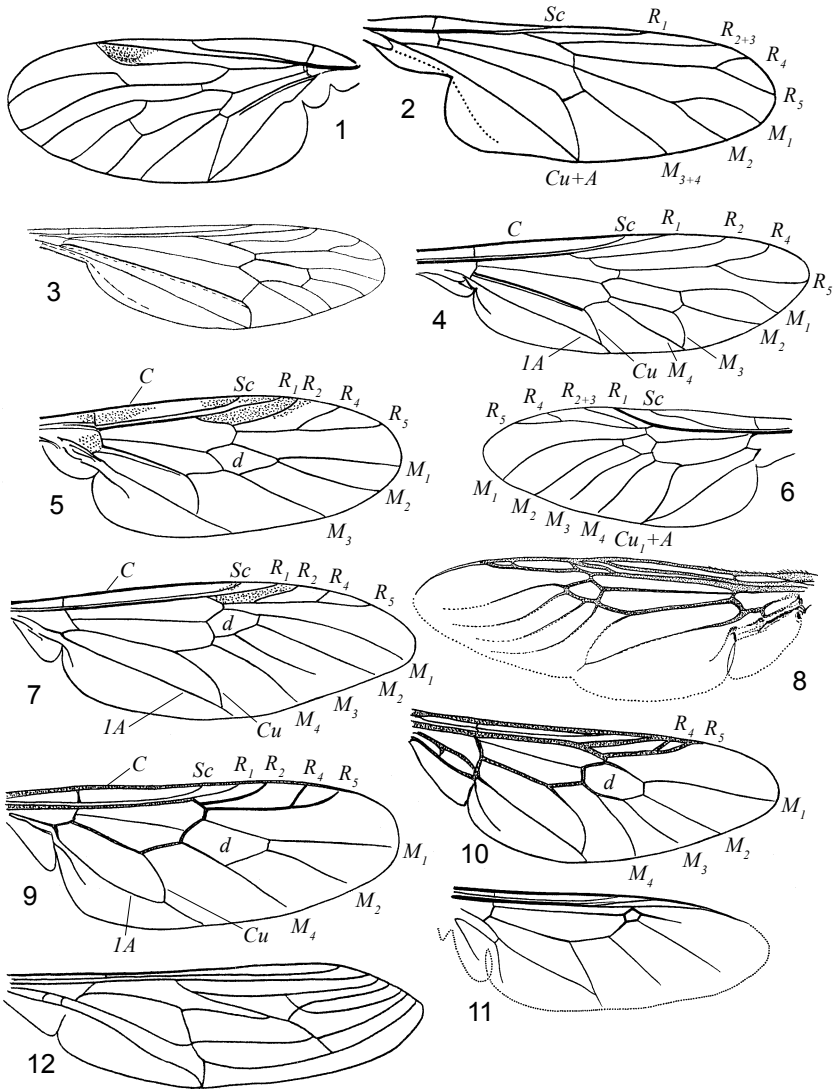 Sc R₁ R₂₊₃ R₄ R₅ M₁ M₂ M₃₊₄ Cu+A
1
2
3
C Sc R₁ R₂ R₄ R₅ M₁ M₂ M₃ M₄ Cu 1A
4
C Sc R₁ R₂ R₄ R₅ d M₁ M₂ M₃
5
R₅ R₄ R₂₊₃ R₁ Sc M₁ M₂ M₃ M₄ Cu₁+A
6
C Sc R₁ R₂ R₄ R₅ d M₁ M₂ M₃ M₄ Cu 1A
7
8
C Sc R₁ R₂ R₄ R₅ d M₁ M₂ M₄ Cu 1A
9
R₄ R₅ d M₁ M₂ M₃ M₄
10
11
12